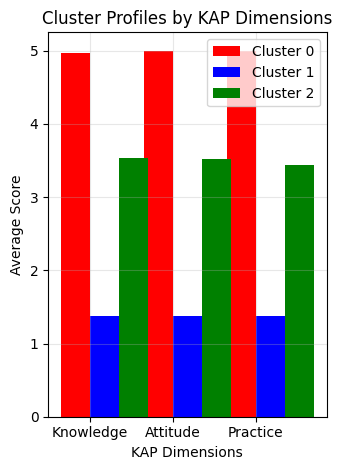 Cluster Profiles by KAP Dimensions
Cluster 0
Cluster 1
Cluster 2
Average Score
5
4
3
2
1
0
Knowledge Attitude Practice
KAP Dimensions